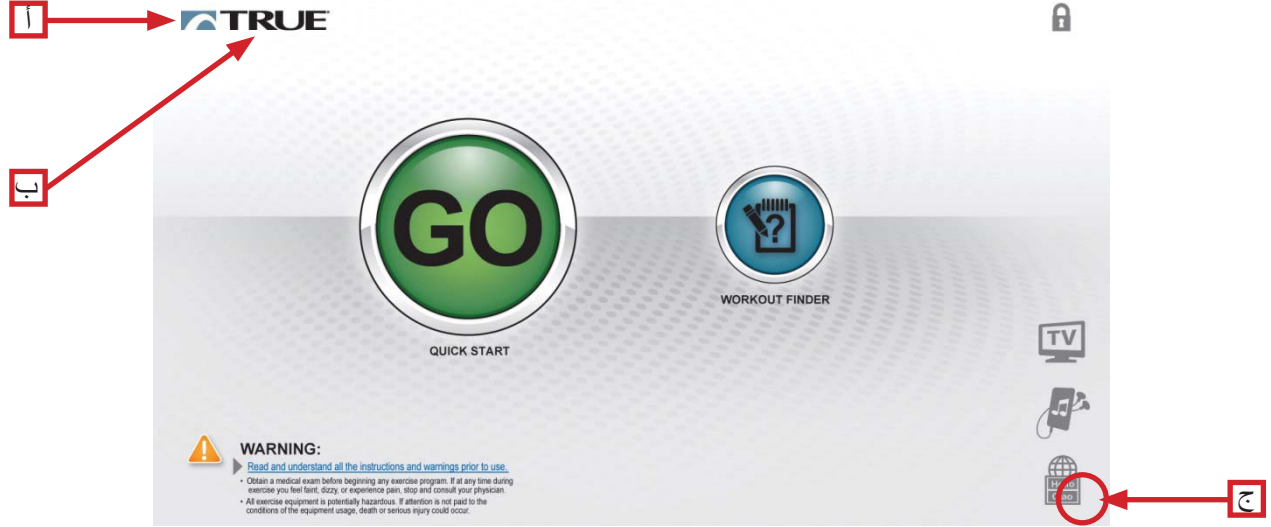 أ
TRUE
ب
GO
?
QUICK START
WORKOUT FINDER
TV
WARNING:
Read and understand all the instructions and warnings prior to use.
• Obtain a medical exam before beginning any exercise program. If at any time during
exercise you feel faint, dizzy, or experience pain, stop and consult your physician.
• All exercise equipment is potentially hazardous. If attention is not paid to the
conditions of the equipment usage, death or serious injury could occur.
Hello
Ciao
ج